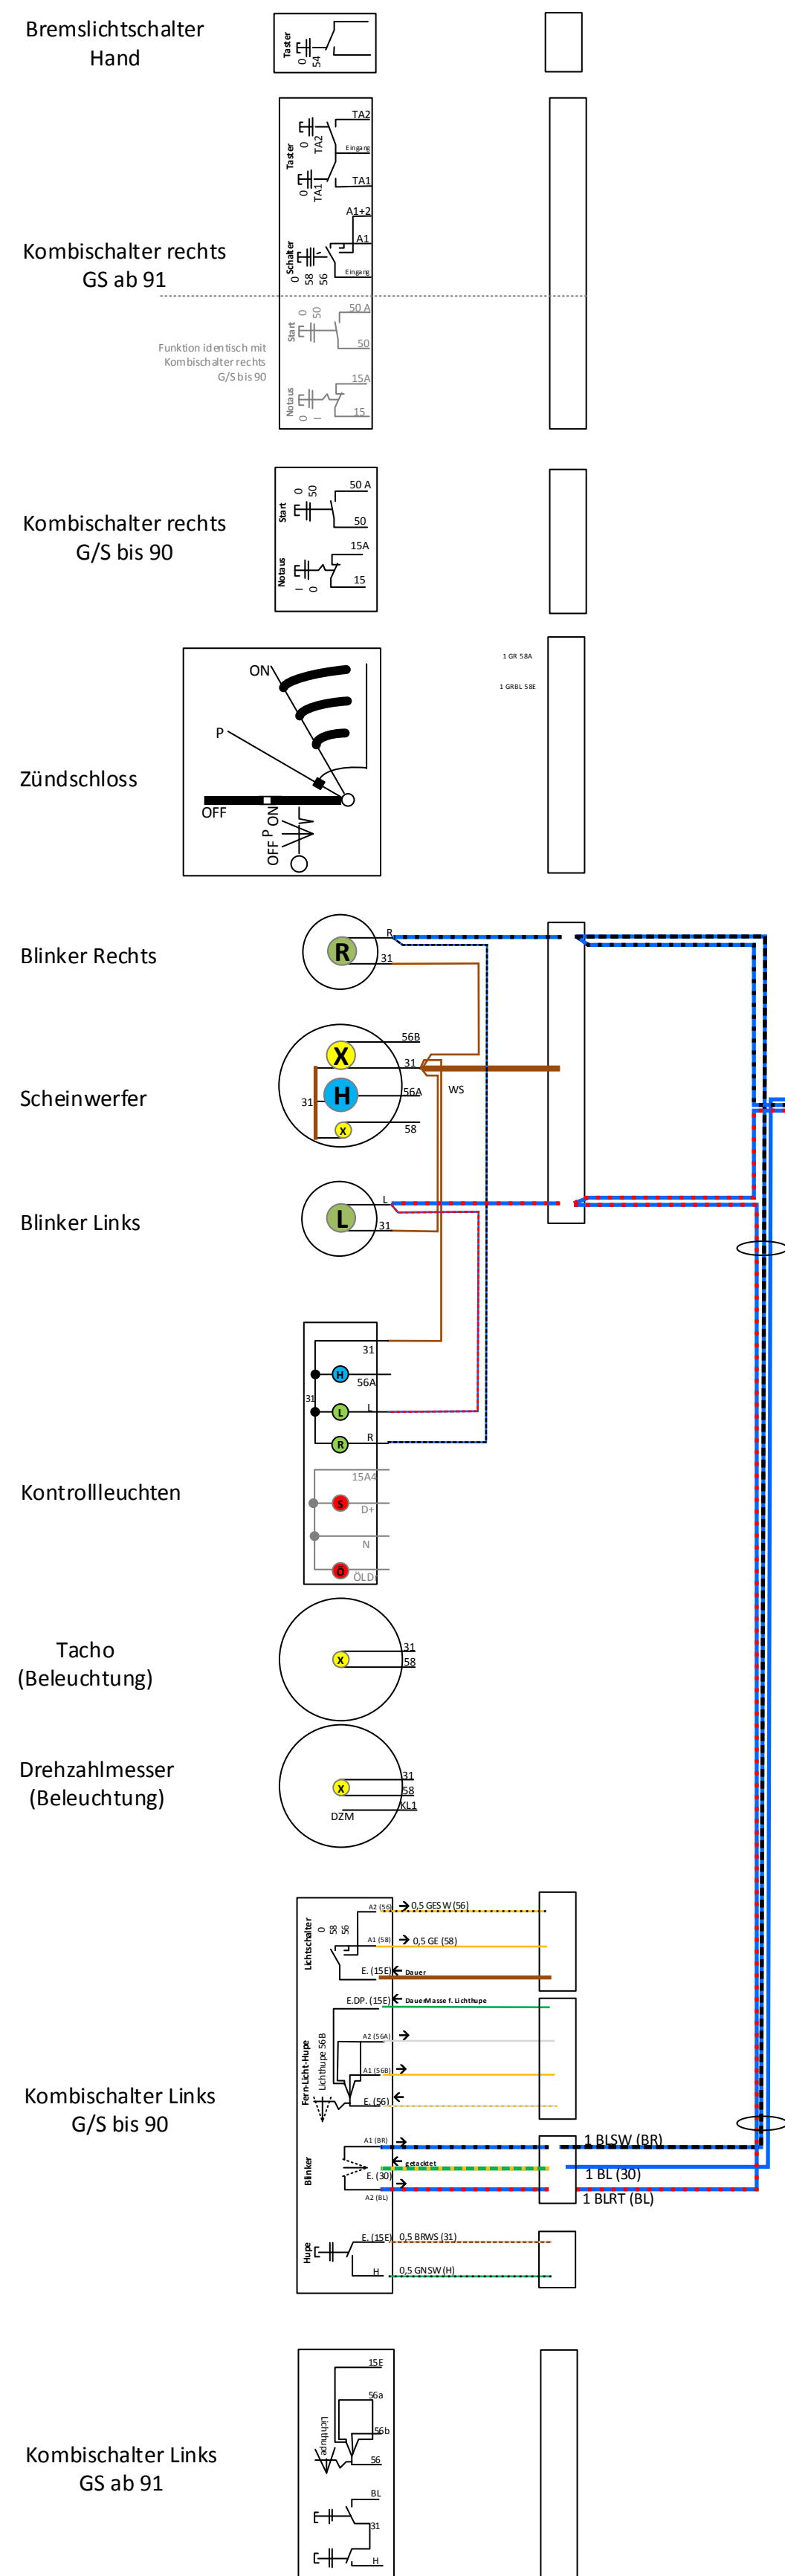 Bremslichtschalter
Hand
Taster
0
54
Kombischalter rechts
GS ab 91
Taster
0
TA2
0
TA1
TA2
Eingang
TA1
Schalter
0
58
56
A1+2
A1
Eingang
Funktion identisch mit
Kombischalter rechts
G/S bis 90
Start
0
50
50 A
50
Notaus
0
I
15A
15
Kombischalter rechts
G/S bis 90
Start
0
50
50 A
50
Notaus
I
0
15A
15
Zündschloss
ON
P
OFF
OFF P ON
1 GR 58A
1 GRBL 58E
Blinker Rechts
R
R
31
Scheinwerfer
X
H
X
31
56B
31
56A
58
WS
Blinker Links
L
L
31
Kontrollleuchten
31
H
56A
31
L
L
R
R
15A4
S
D+
N
Ö
ÖLD
Tacho
(Beleuchtung)
X
31
58
Drehzahlmesser
(Beleuchtung)
X
31
58
KL1
DZM
Kombischalter Links
G/S bis 90
Lichtschalter
0
58
56
A2 (56)
0,5 GESW (56)
A1 (58)
0,5 GE (58)
E. (15E)
Dauer
Fern-Licht-Hupe
Lichthupe 56B
E.DP. (15E)
DauerMasse f. Lichthupe
A2 (56A)
A1 (56B)
E. (56)
Blinker
A1 (BR)
getacktet
E. (30)
A2 (BL)
1 BLSW (BR)
1 BL (30)
1 BLRT (BL)
Hupe
E. (15E)
0,5 BRWS (31)
H
0,5 GNSW (H)
Kombischalter Links
GS ab 91
Lichthupe
15E
56a
56b
56
BL
31
H